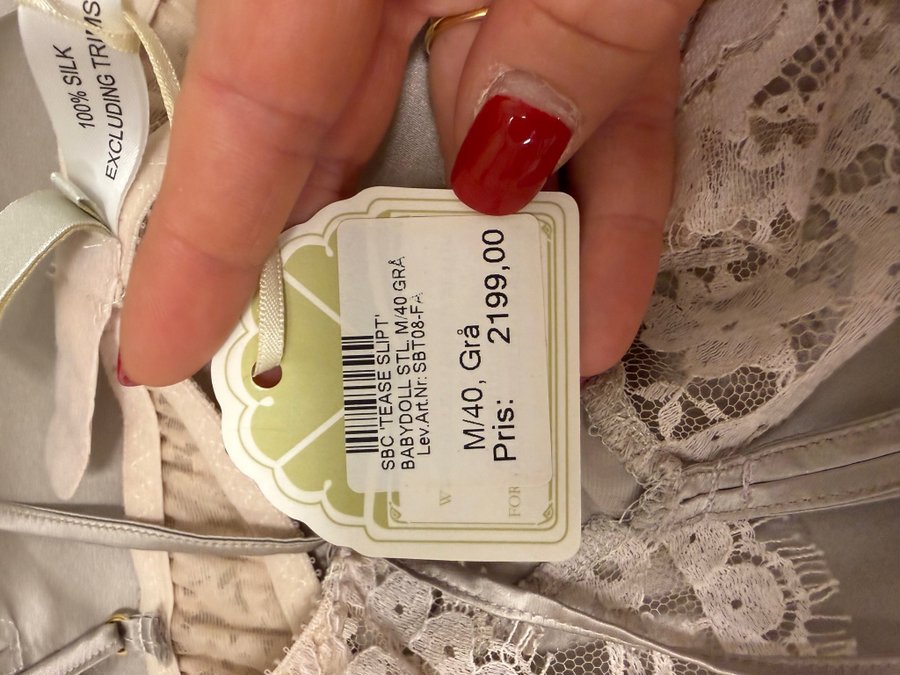 100% SILK
EXCLUDING TRIMS
SBC 'TEASE SLIPT'
BABYDOLL STL. M/40 GRÅ
Lev.Art.Nr: SBT08-FA
M/40, Grå
Pris: 2199,00
W
FOR